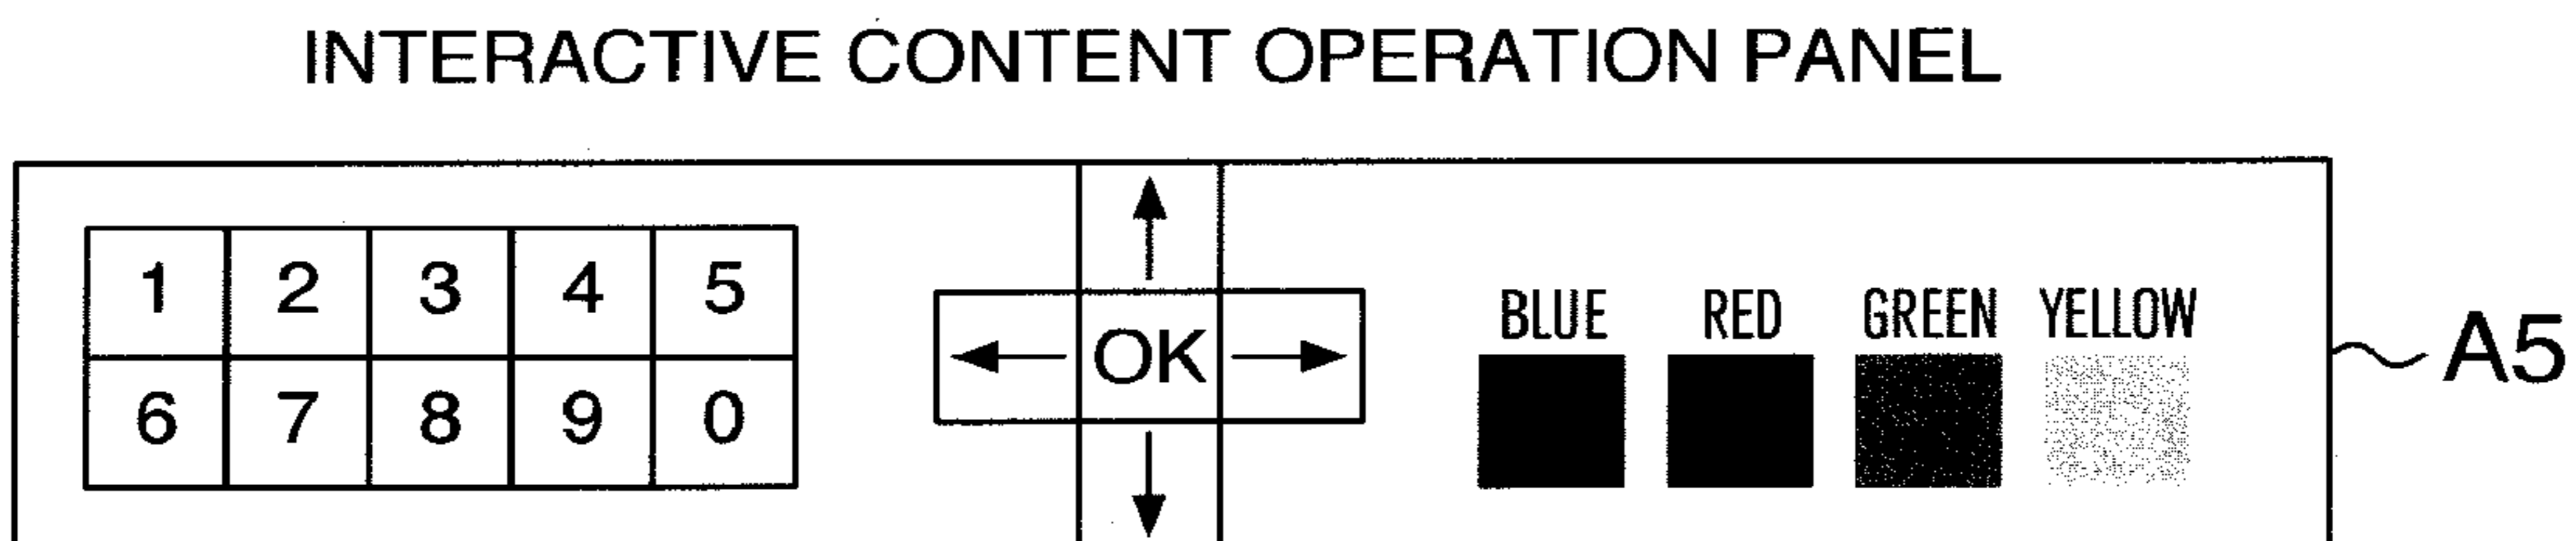 INTERACTIVE CONTENT OPERATION PANEL
1 2 3 4 5
6 7 8 9 0
OK
BLUE RED GREEN YELLOW
A5